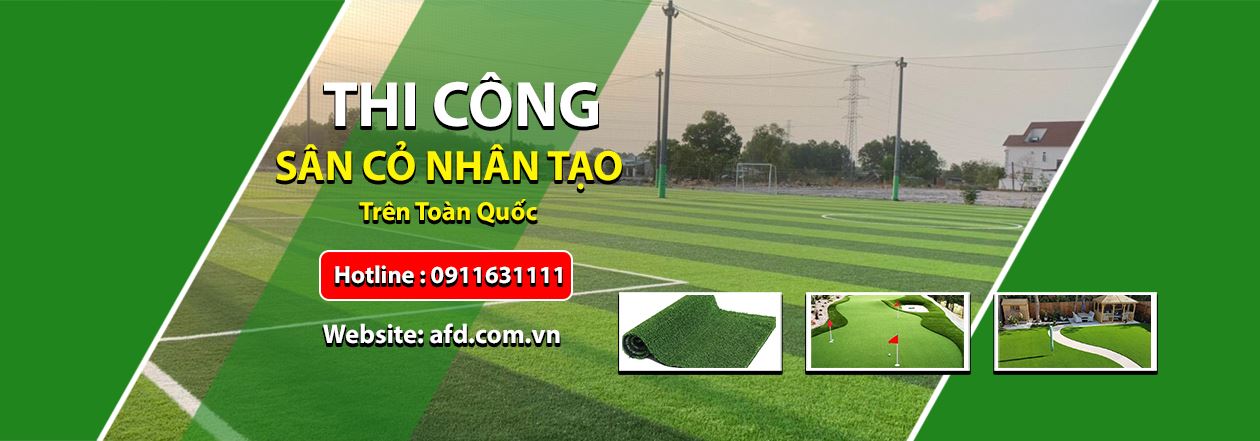 THI CÔNG
SÂN CỎ NHÂN TẠO
Trên Toàn Quốc
Hotline : 0911631111
Website: afd.com.vn